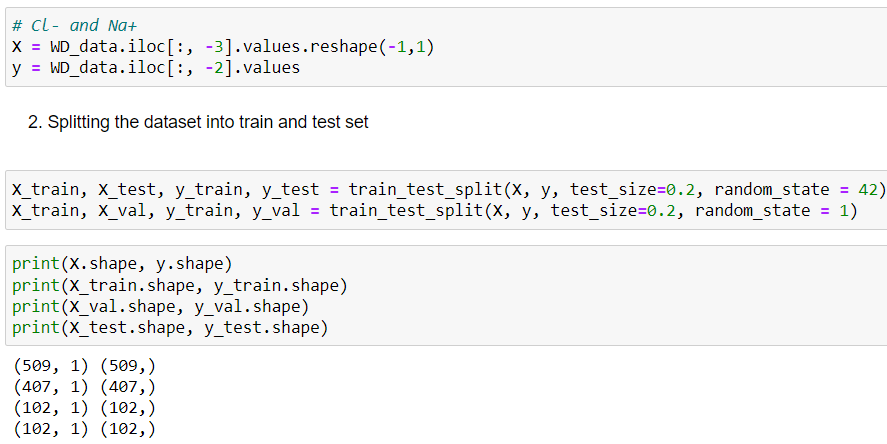 # Cl- and Na+
X = WD_data.iloc[:, -3].values.reshape(-1,1)
y = WD_data.iloc[:, -2].values
2. Splitting the dataset into train and test set
X_train, X_test, y_train, y_test = train_test_split(X, y, test_size=0.2, random_state = 42)
X_train, X_val, y_train, y_val = train_test_split(X, y, test_size=0.2, random_state = 1)
print(X.shape, y.shape)
print(X_train.shape, y_train.shape)
print(X_val.shape, y_val.shape)
print(X_test.shape, y_test.shape)
(509, 1) (509,)
(407, 1) (407,)
(102, 1) (102,)
(102, 1) (102,)